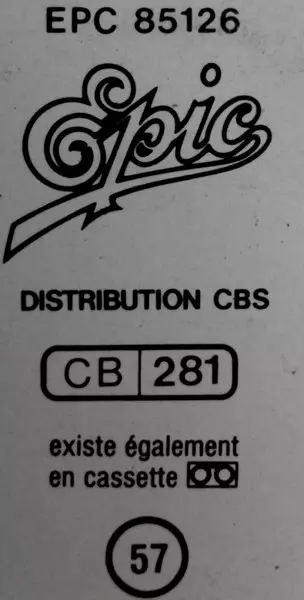 EPC 85126
Epic
DISTRIBUTION CBS
CB 281
existe également
en cassette
57